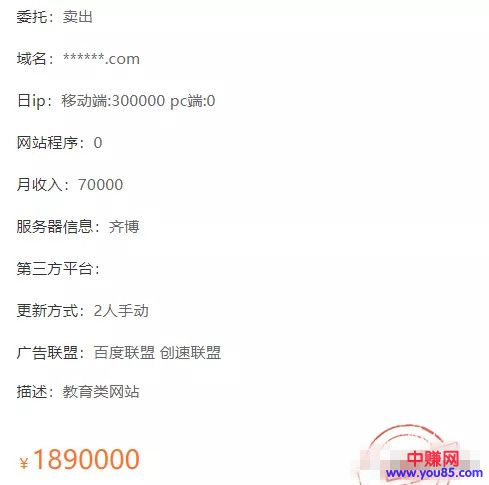 委托：卖出
域名：******.com
日ip：移动端:300000 pc端:0
网站程序：0
月收入：70000
服务器信息：齐博
第三方平台：
更新方式：2人手动
广告联盟：百度联盟 创速联盟
描述：教育类网站
¥1890000
中赚网
www.you85.com